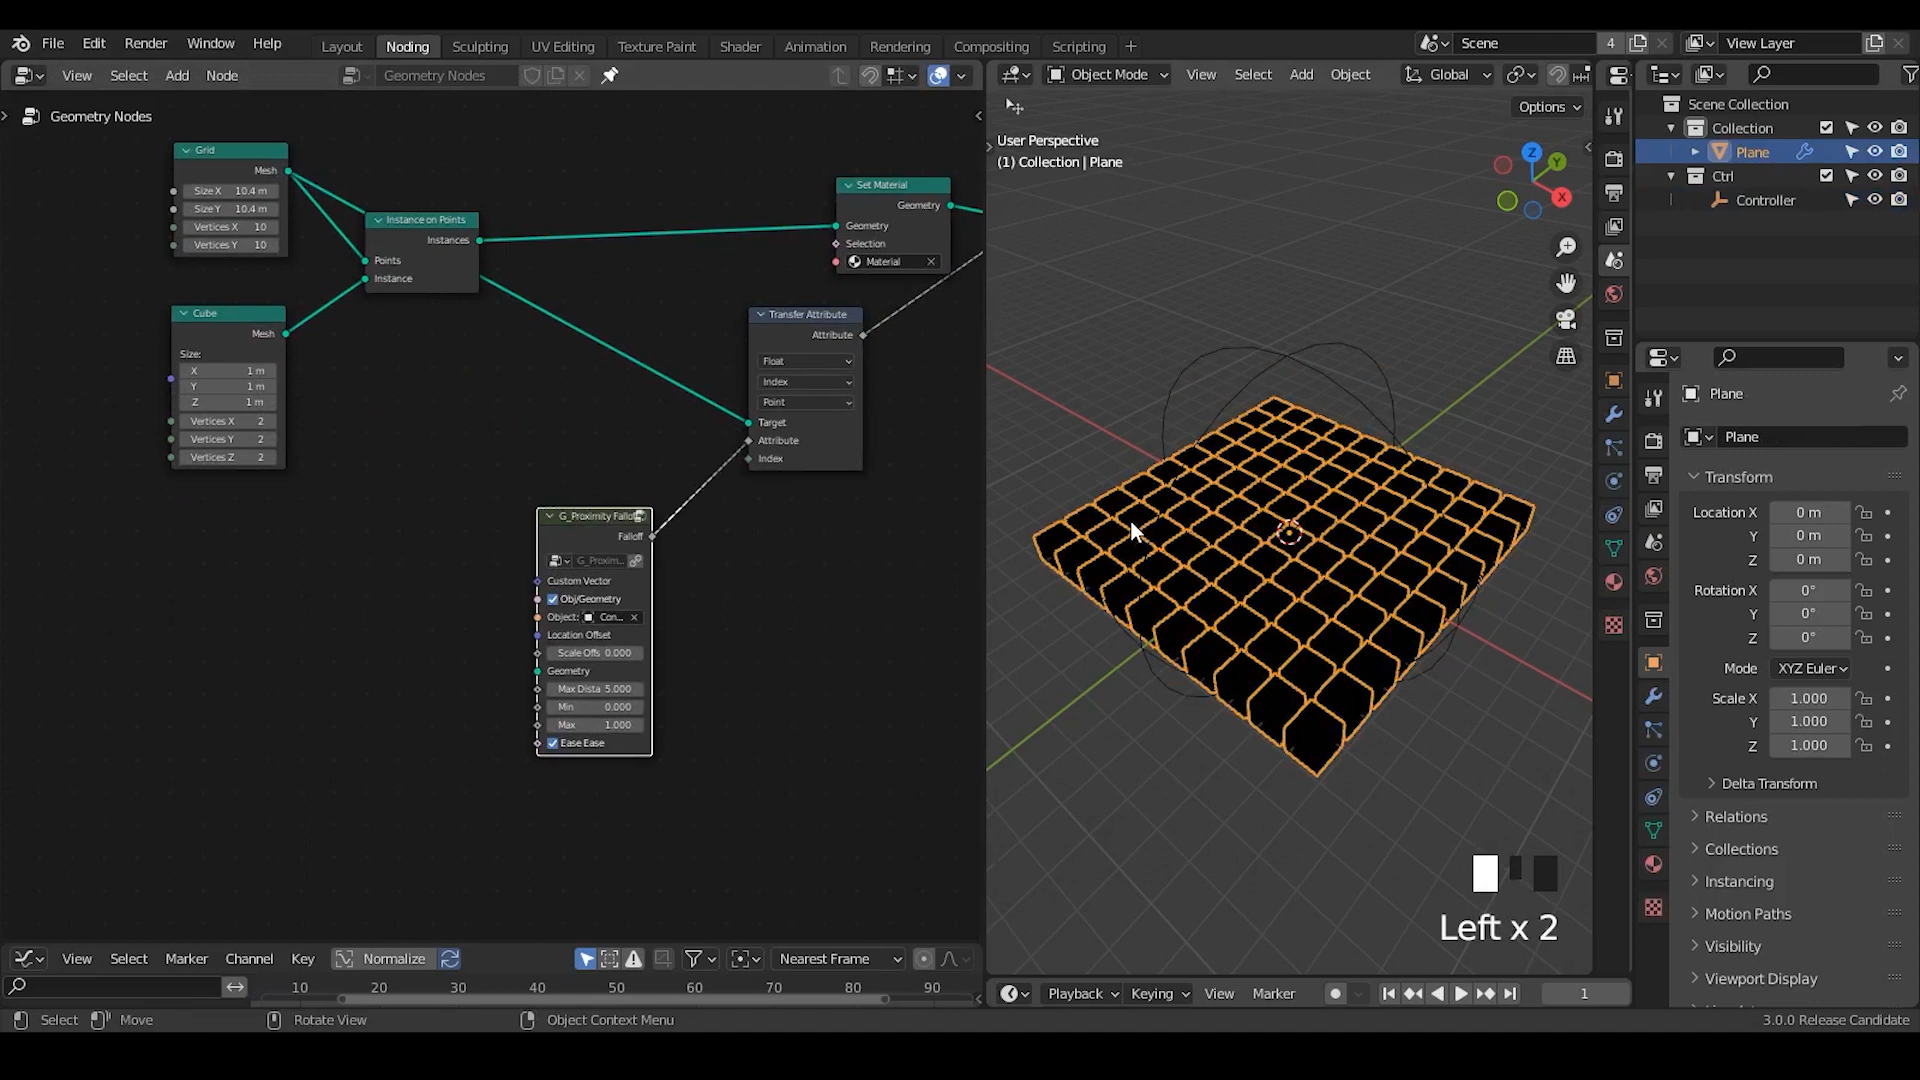 File Edit Render Window Help
Layout Noding Sculpting UV Editing Texture Paint Shader Animation Rendering Compositing Scripting
Scene 4 View Layer
View Select Add Node Geometry Nodes
Object Mode View Select Add Object Global
Options
Geometry Nodes
User Perspective
(1) Collection | Plane
Z
Y
X
Grid
Mesh
Size X 10.4 m
Size Y 10.4 m
Vertices X 10
Vertices Y 10
Instance on Points
Instances
Points
Instance
Set Material
Geometry
Geometry
Selection
Material
Cube
Mesh
Size:
X 1 m
Y 1 m
Z 1 m
Vertices X 2
Vertices Y 2
Vertices Z 2
Transfer Attribute
Attribute
Float
Index
Point
Target
Attribute
Index
G_Proximity Fallo
Falloff
G_Proxim...
Custom Vector
Obj/Geometry
Object: Con...
Location Offset
Scale Offs 0.000
Geometry
Max Dista 5.000
Min 0.000
Max 1.000
Ease Ease
Left x 2
Scene Collection
Collection
Plane
Ctrl
Controller
Plane
Plane
Transform
Location X 0 m
Y 0 m
Z 0 m
Rotation X 0°
Y 0°
Z 0°
Mode XYZ Euler
Scale X 1.000
Y 1.000
Z 1.000
Delta Transform
Relations
Collections
Instancing
Motion Paths
Visibility
Viewport Display
View Select Marker Channel Key Normalize Nearest Frame
10 20 30 40 50 60 70 80 90
Playback Keying View Marker 1
Select Move Rotate View Object Context Menu 3.0.0 Release Candidate